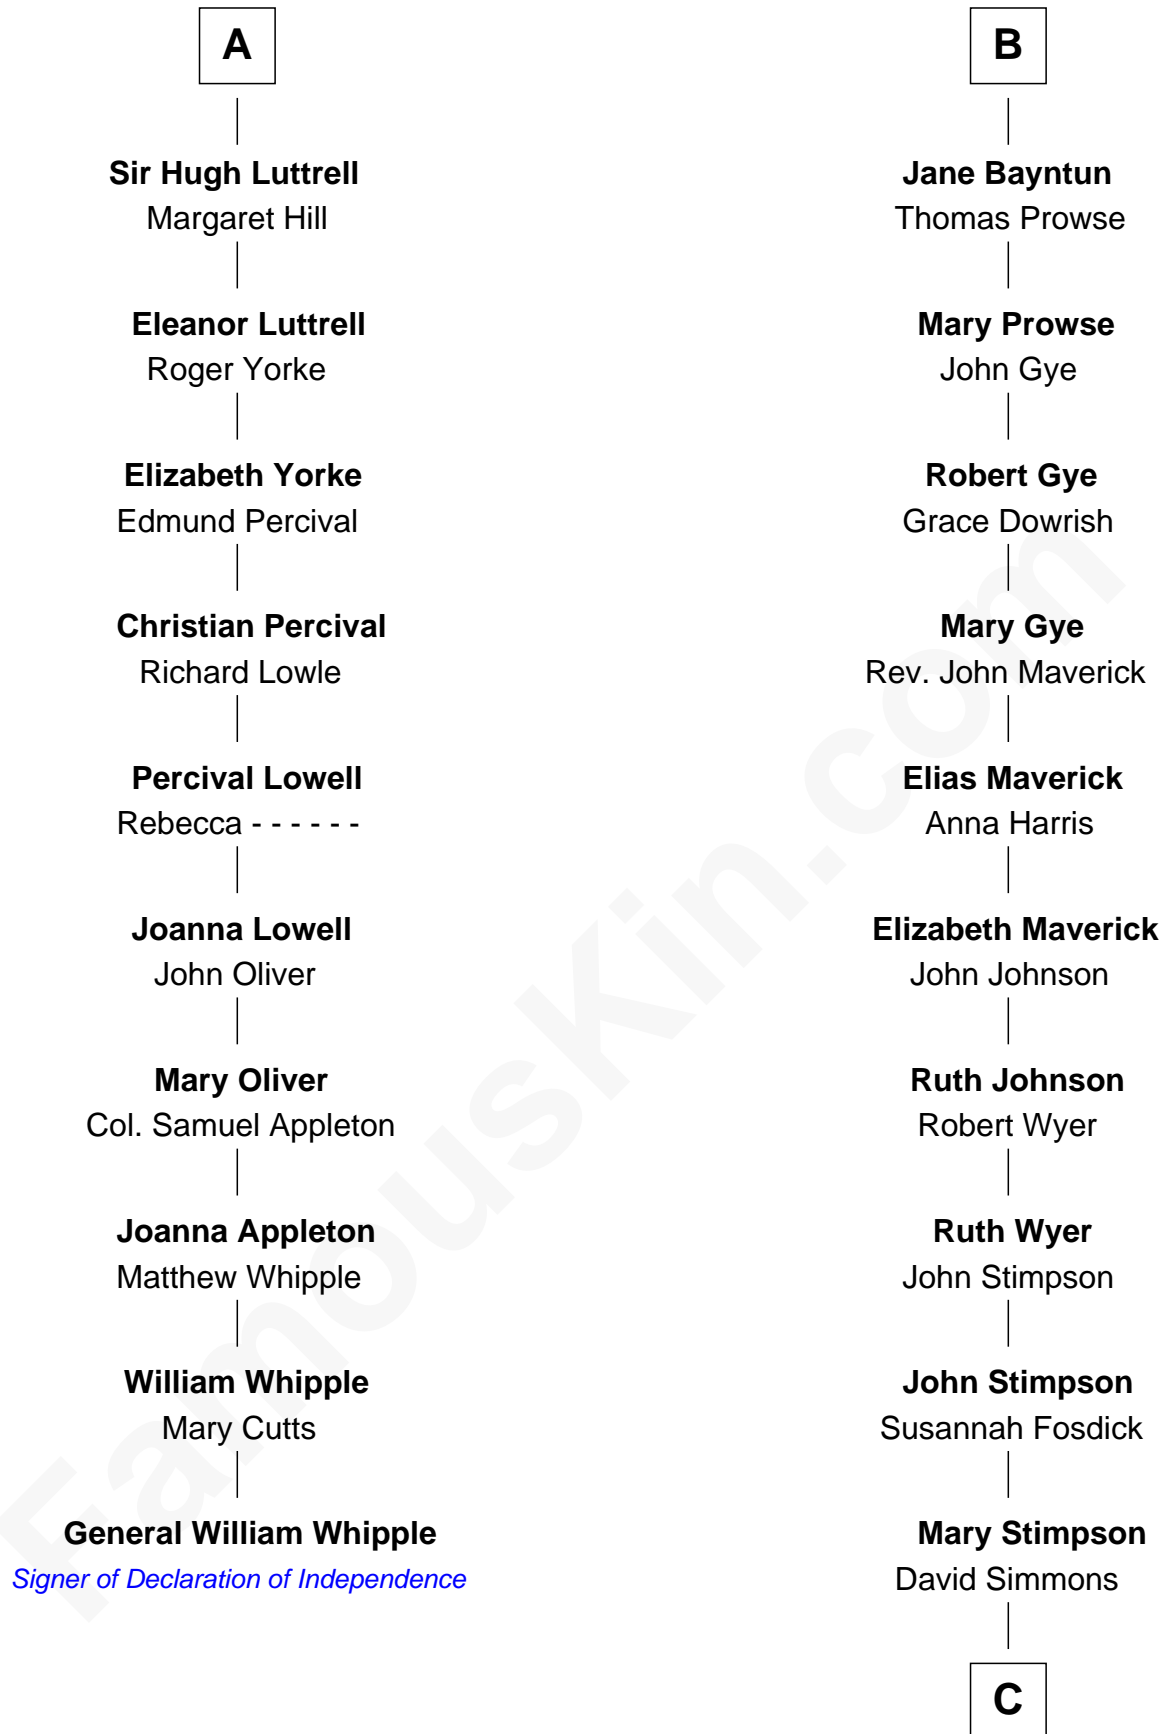 A
Sir Hugh Luttrell
Margaret Hill
Eleanor Luttrell
Roger Yorke
Elizabeth Yorke
Edmund Percival
Christian Percival
Richard Lowle
Percival Lowell
Rebecca - - - - - -
Joanna Lowell
John Oliver
Mary Oliver
Col. Samuel Appleton
Joanna Appleton
Matthew Whipple
William Whipple
Mary Cutts
General William Whipple
Signer of Declaration of Independence
B
Jane Bayntun
Thomas Prowse
Mary Prowse
John Gye
Robert Gye
Grace Dowrish
Mary Gye
Rev. John Maverick
Elias Maverick
Anna Harris
Elizabeth Maverick
John Johnson
Ruth Johnson
Robert Wyer
Ruth Wyer
John Stimpson
John Stimpson
Susannah Fosdick
Mary Stimpson
David Simmons
C
FamousKin.com